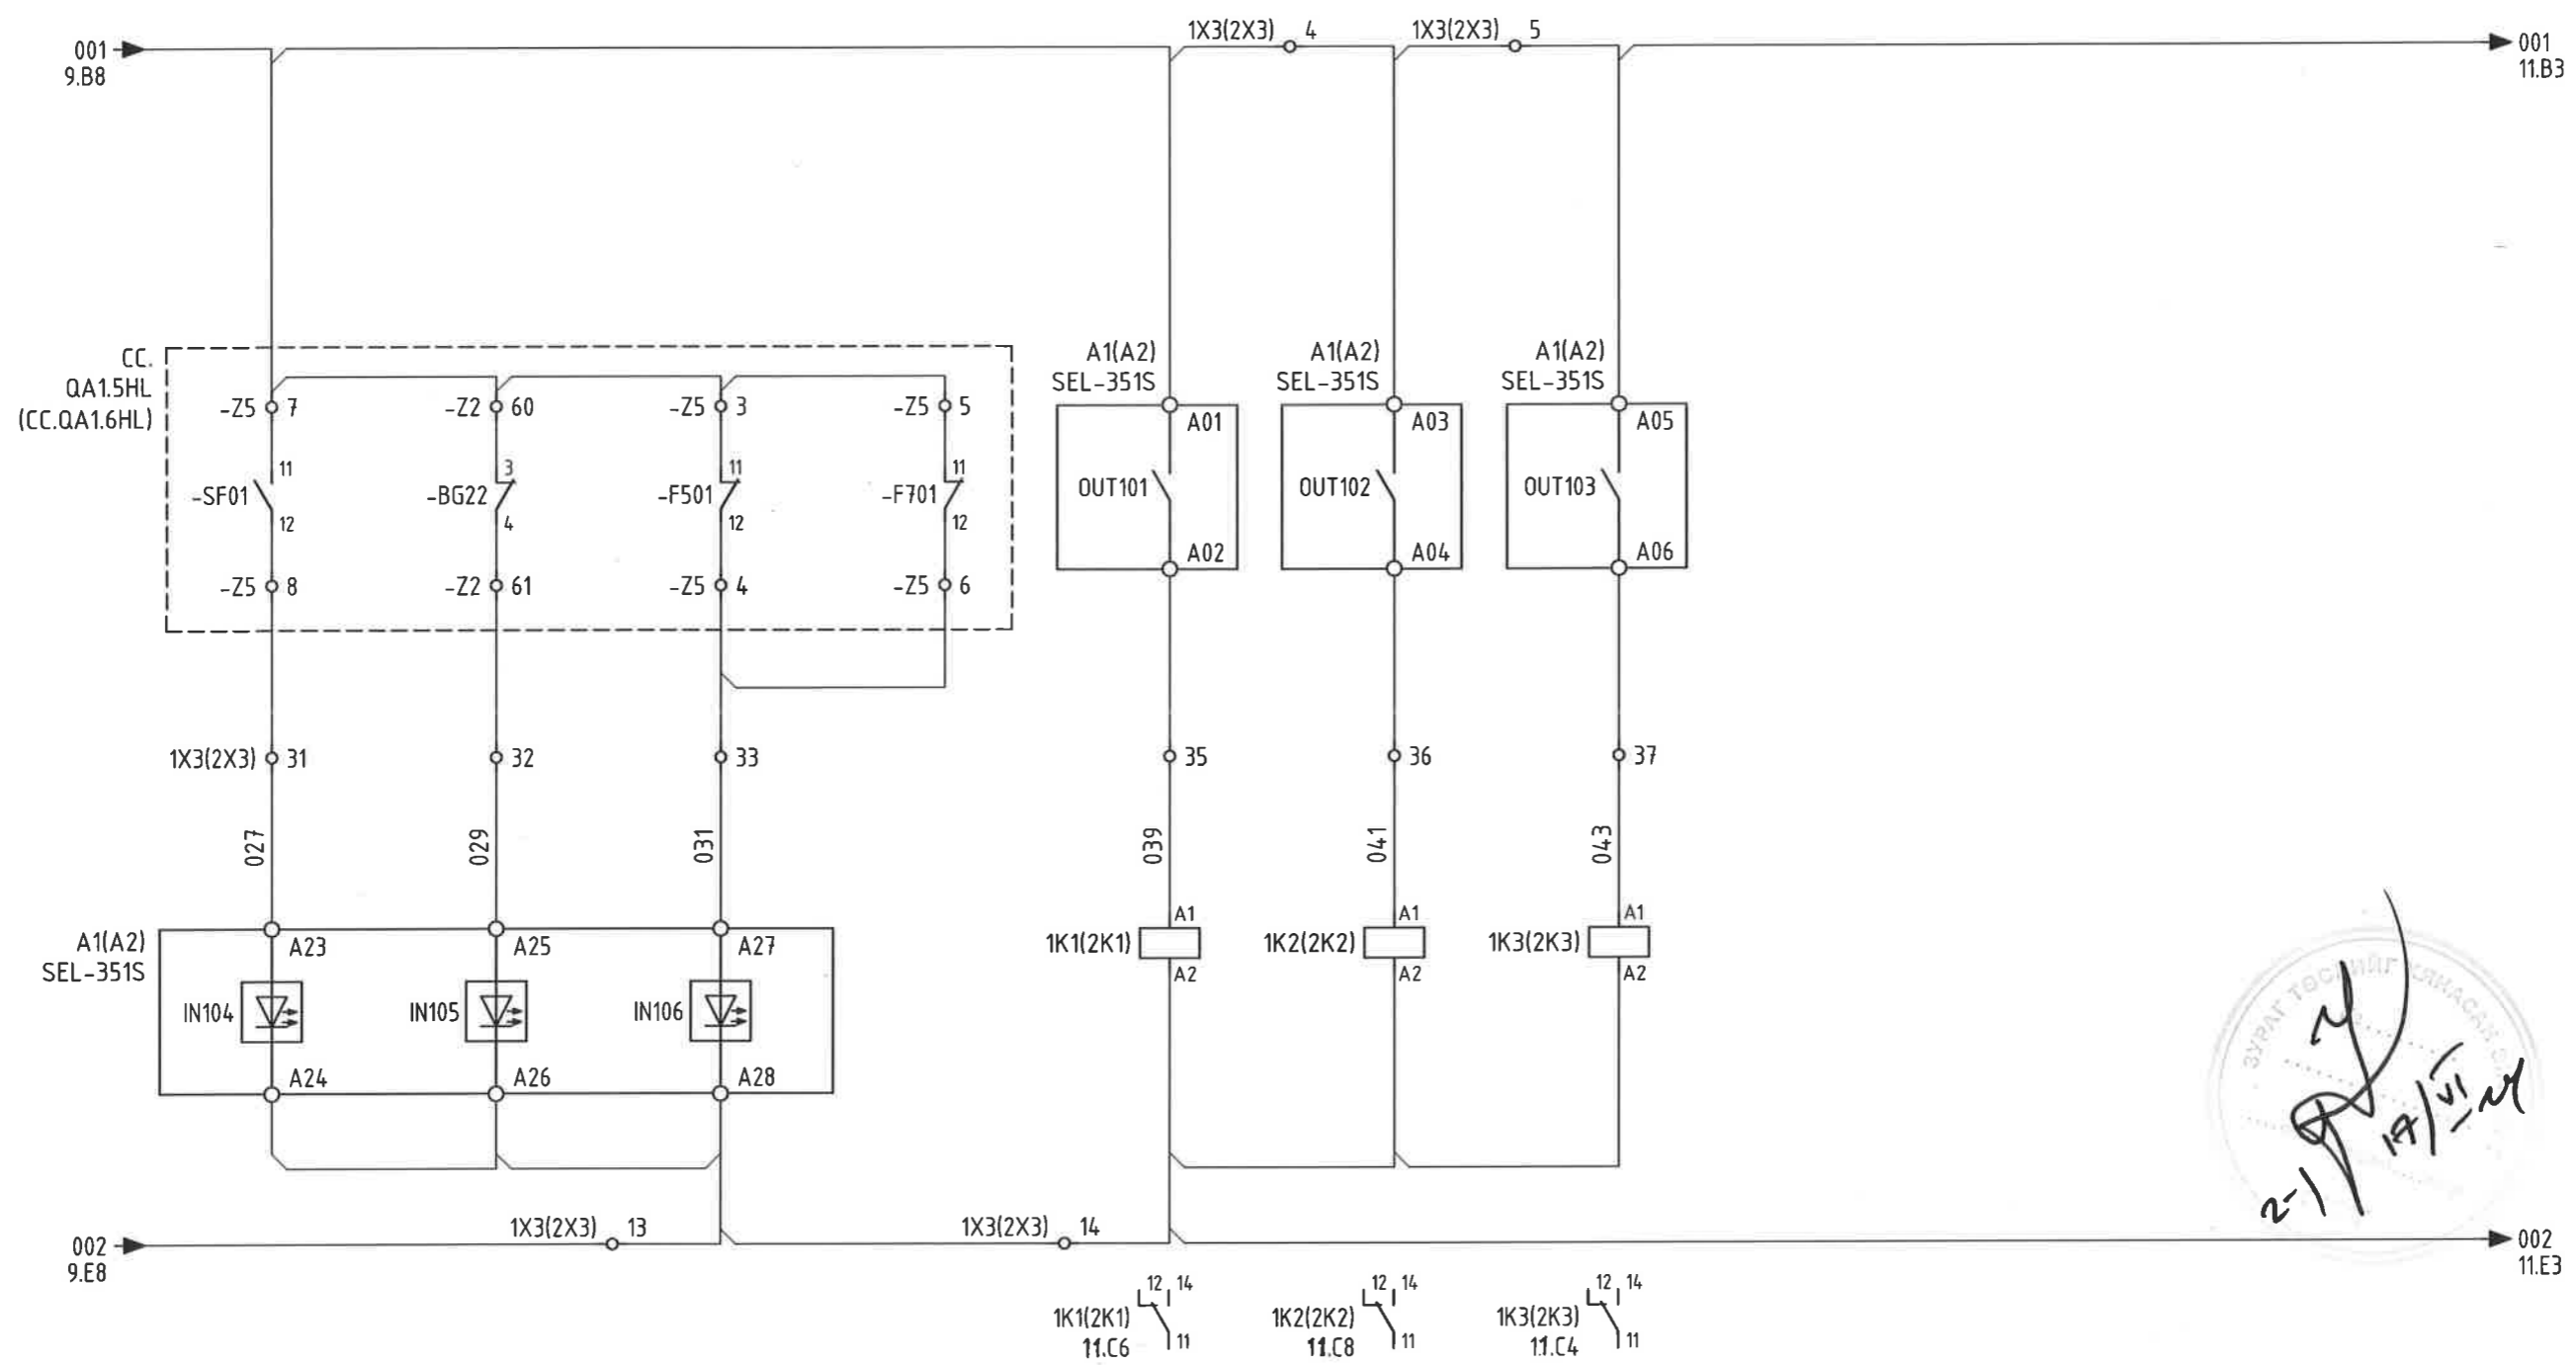 1X3(2X3) 4 1X3(2X3) 5
001 001
9.B8 11.B3
CC.
QA1.5HL
(CC.QA1.6HL)
-Z5 7 -Z2 60 -Z5 3 -Z5 5
11 3 11 11
-SF01 -BG22 -F501 -F701
12 4 12 12
-Z5 8 -Z2 61 -Z5 4 -Z5 6
A1(A2) A1(A2) A1(A2)
SEL-351S SEL-351S SEL-351S
A01 A03 A05
OUT101 OUT102 OUT103
A02 A04 A06
1X3(2X3) 31 32 33 35 36 37
027 029 031 039 041 043
A1(A2)
SEL-351S
A23 A25 A27
IN104 IN105 IN106
A24 A26 A28
A1 A1 A1
1K1(2K1) 1K2(2K2) 1K3(2K3)
A2 A2 A2
ЗУРАГ ТӨСЛИЙГ ХЯНАСАН
1X3(2X3) 13 1X3(2X3) 14
002 002
9.E8 11.E3
12 14 12 14 12 14
1K1(2K1) 1K2(2K2) 1K3(2K3)
11.C6 11 11.C8 11 11.C4 11